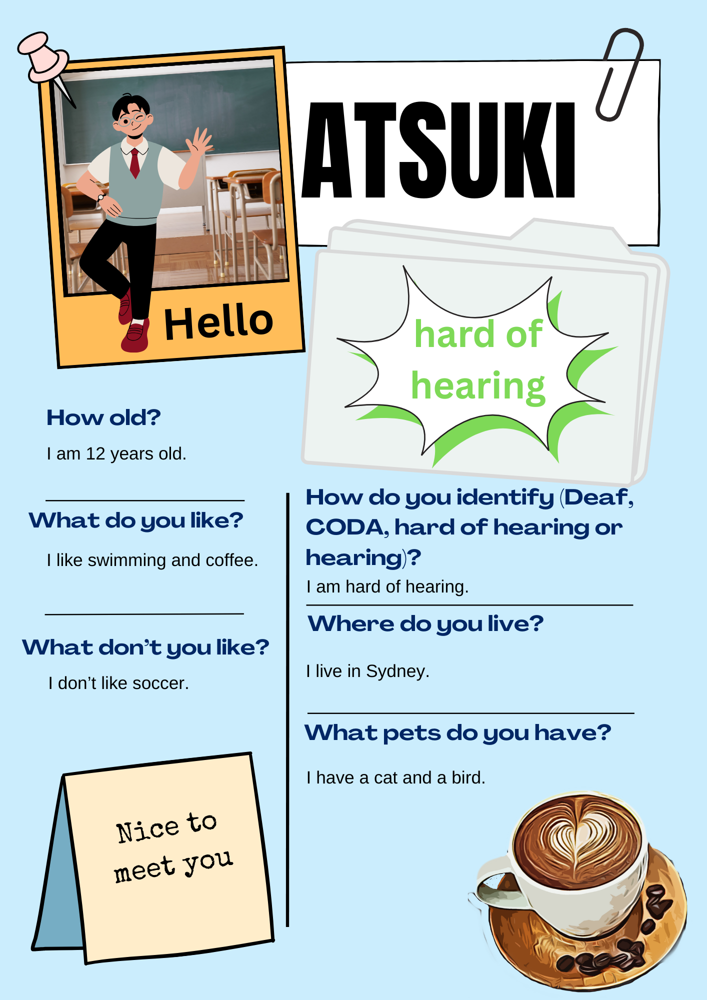 ATSUKI
Hello
hard of
hearing
How old?
I am 12 years old.
What do you like?
I like swimming and coffee.
What don’t you like?
I don’t like soccer.
Nice to
meet you
How do you identify (Deaf,
CODA, hard of hearing or
hearing)?
I am hard of hearing.
Where do you live?
I live in Sydney.
What pets do you have?
I have a cat and a bird.